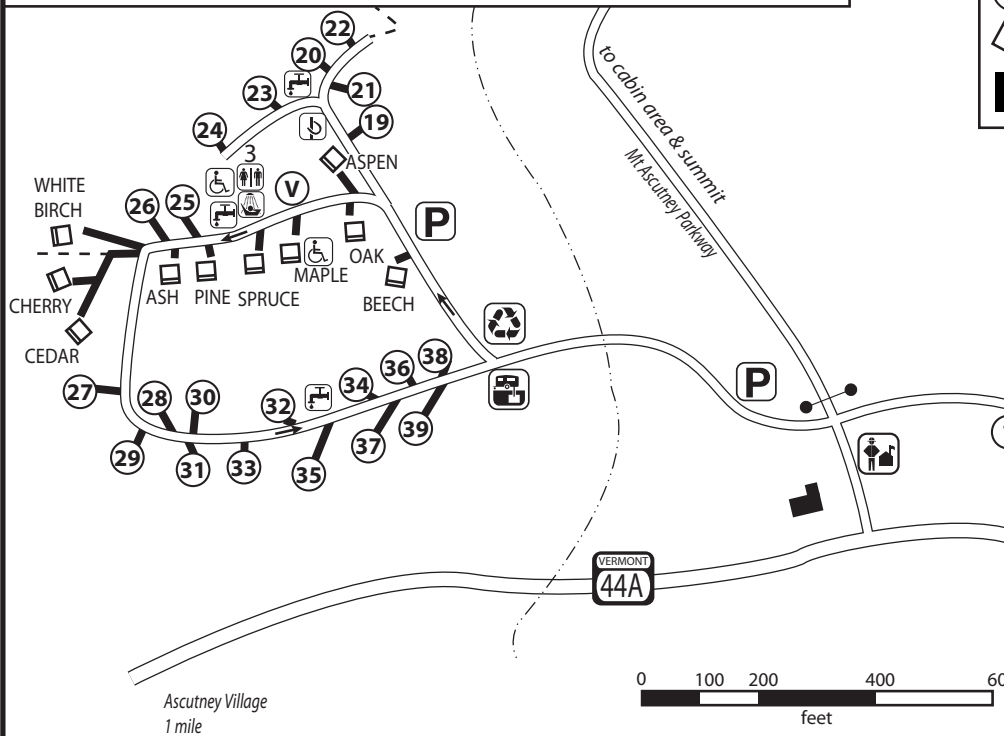 22
20
21
23
19
24
3
ASPEN
WHITE
BIRCH
26
25
V
P
OAK
MAPLE
BEECH
ASH
PINE
SPRUCE
CHERRY
CEDAR
27
28
30
32
34
36
38
29
31
33
35
37
39
to cabin area & summit
Mt Ascutney Parkway
P
VERMONT
44A
Ascutney Village
1 mile
0 100 200 400
feet